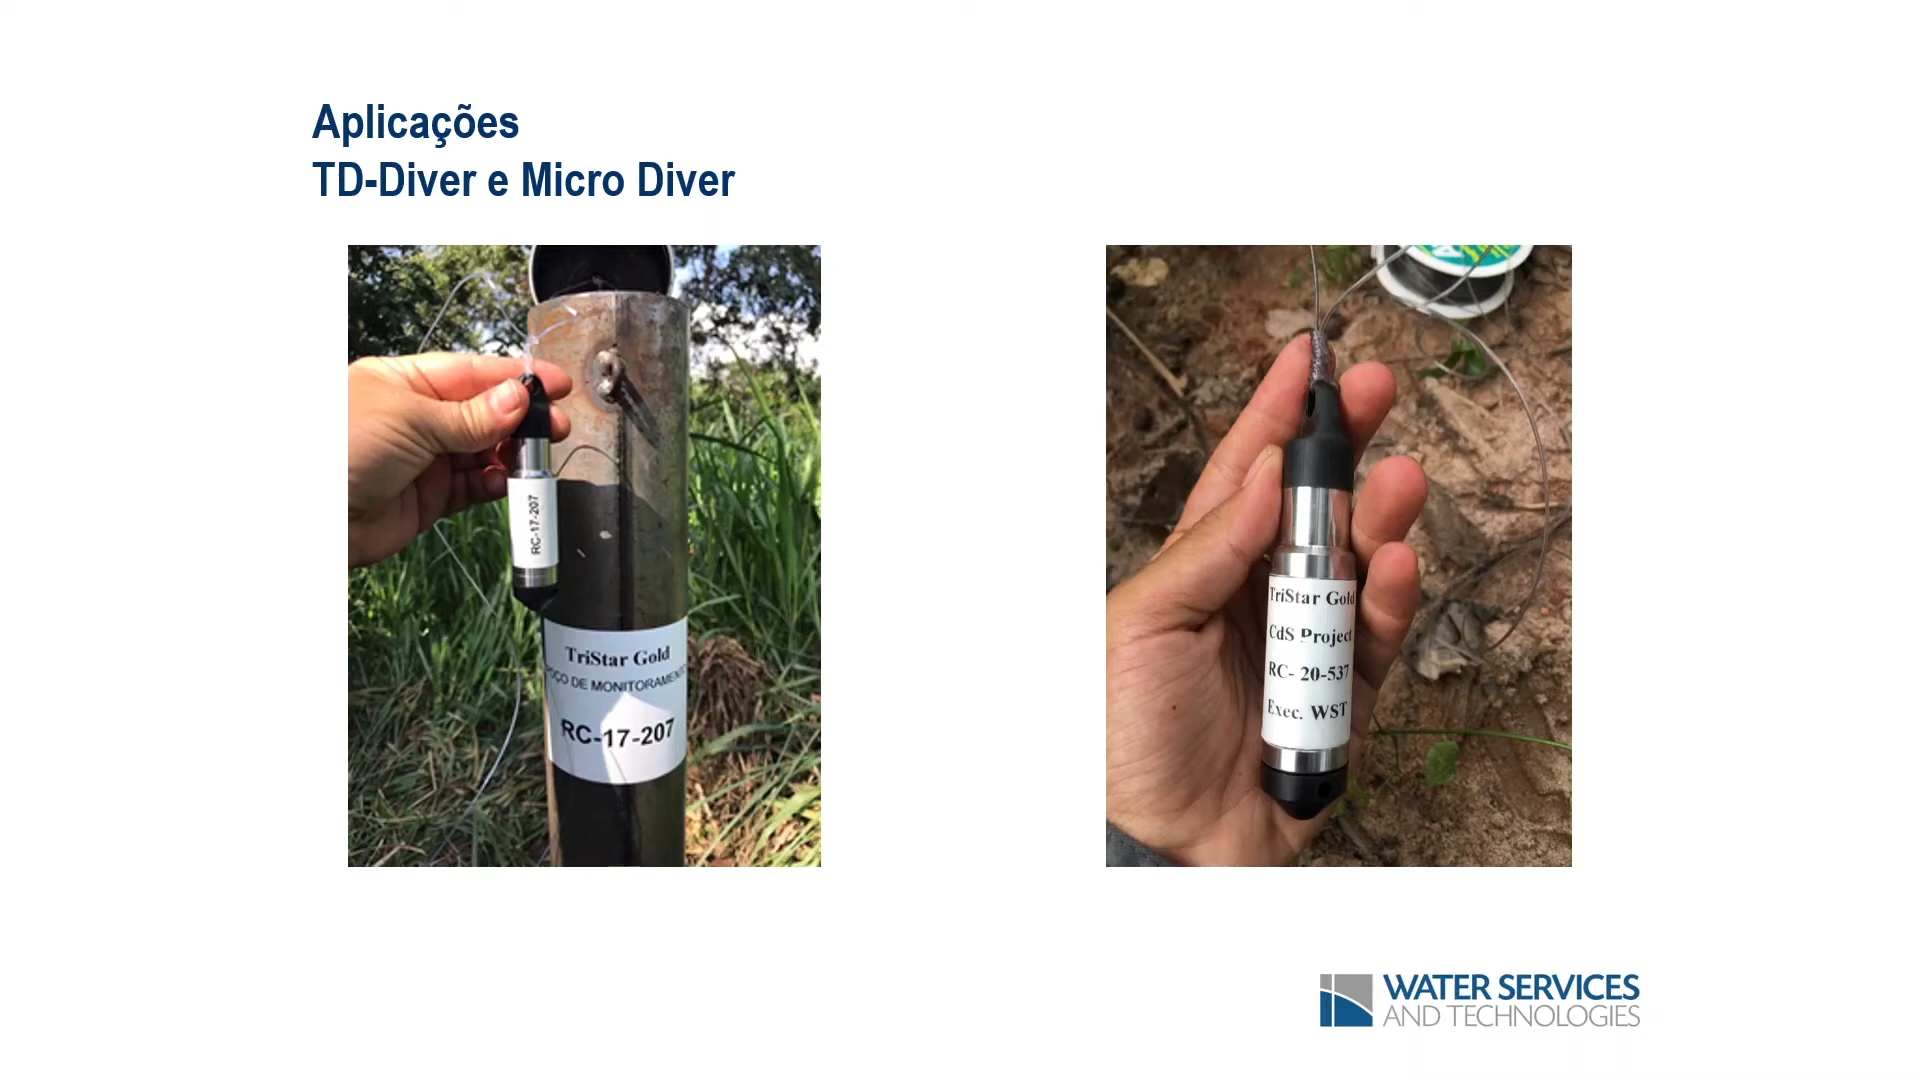 Aplicações
TD-Diver e Micro Diver
RC-17-207
TriStar Gold
POÇO DE MONITORAMENTO
RC-17-207
TriStar Gold
CdS Project
RC- 20-537
Exec. WST
WATER SERVICES
AND TECHNOLOGIES